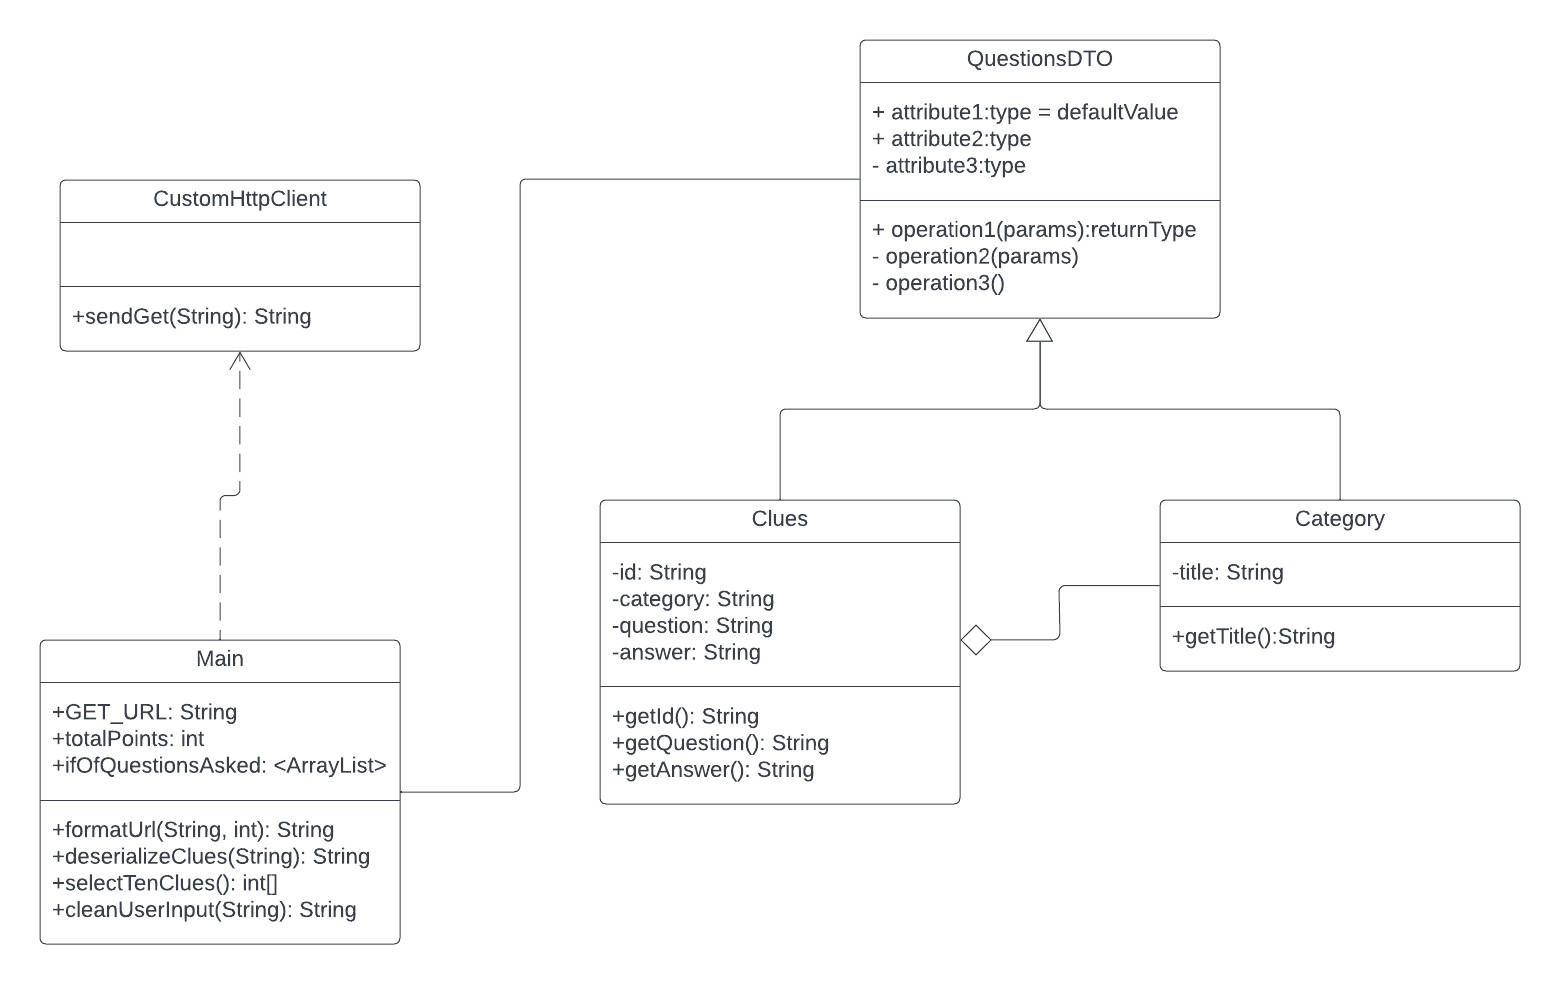 QuestionsDTO
+ attribute1:type = defaultValue
+ attribute2:type
- attribute3:type
+ operation1(params):returnType
- operation2(params)
- operation3()
CustomHttpClient
+sendGet(String): String
Clues
-id: String
-category: String
-question: String
-answer: String
+getId(): String
+getQuestion(): String
+getAnswer(): String
Category
-title: String
+getTitle():String
Main
+GET_URL: String
+totalPoints: int
+ifOfQuestionsAsked: <ArrayList>
+formatUrl(String, int): String
+deserializeClues(String): String
+selectTenClues(): int[]
+cleanUserInput(String): String